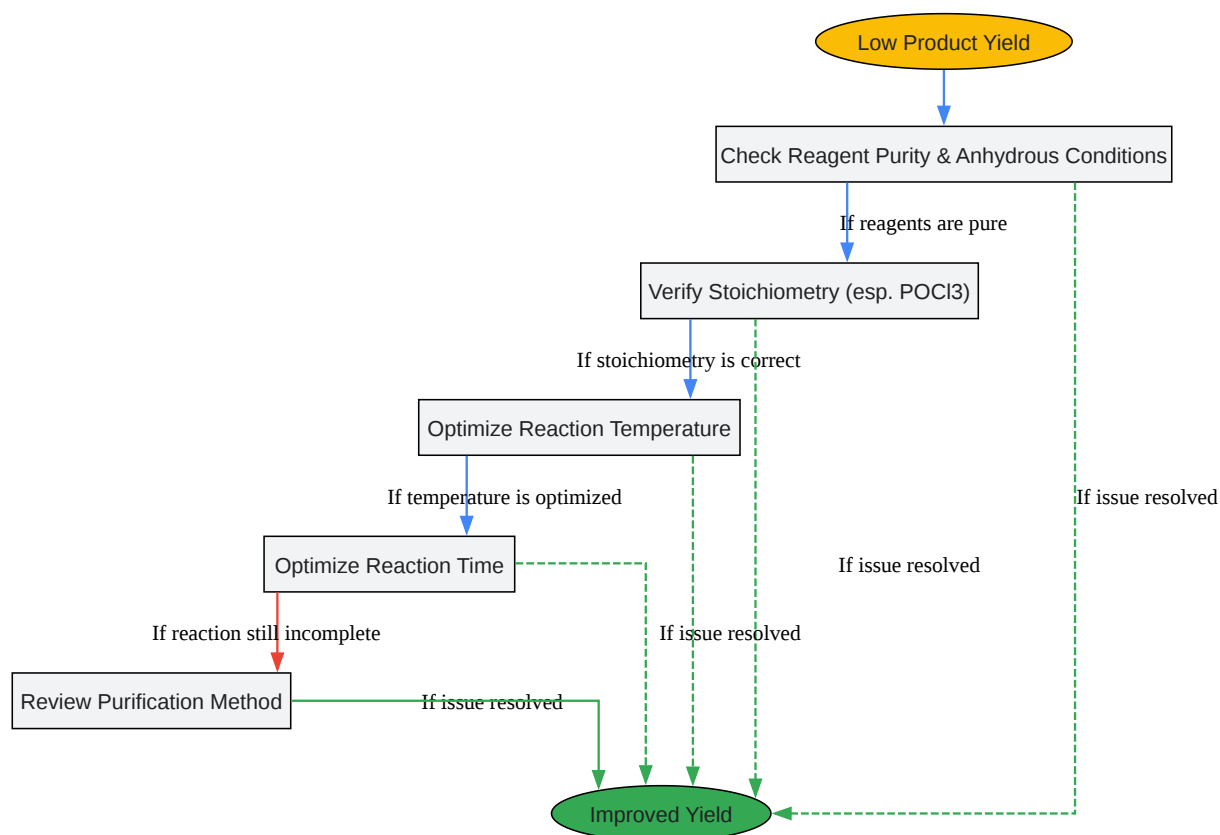 Low Product Yield
Check Reagent Purity & Anhydrous Conditions
If reagents are pure
Verify Stoichiometry (esp. POCl3)
If stoichiometry is correct
Optimize Reaction Temperature
If temperature is optimized
If issue resolved
Optimize Reaction Time
If issue resolved
If reaction still incomplete
If issue resolved
Review Purification Method
If issue resolved
Improved Yield